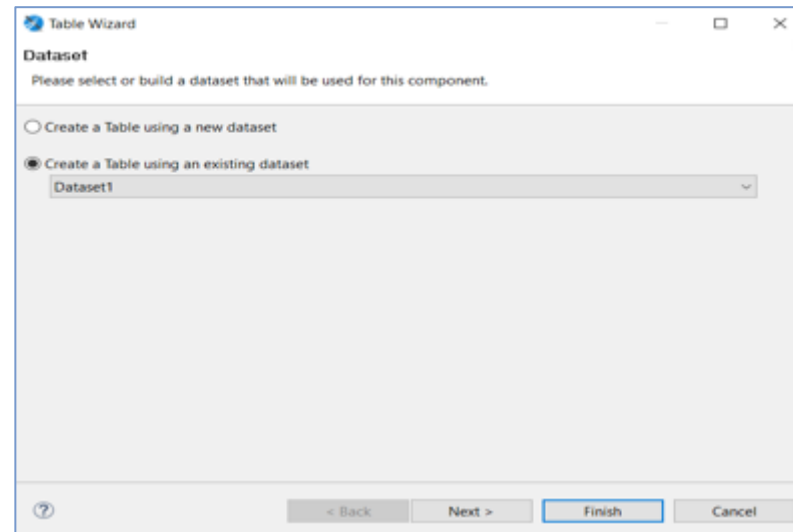 Table Wizard
Dataset
Please select or build a dataset that will be used for this component.
Create a Table using a new dataset
Create a Table using an existing dataset
Dataset1
?
< Back Next > Finish Cancel